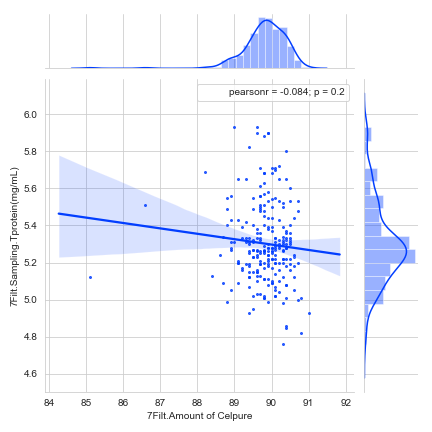 pearsonr = -0.084; p = 0.2
7Filt.Sampling.Tprotein(mg/mL)
6.0
5.8
5.6
5.4
5.2
5.0
4.8
4.6
84 85 86 87 88 89 90 91 92
7Filt.Amount of Celpure